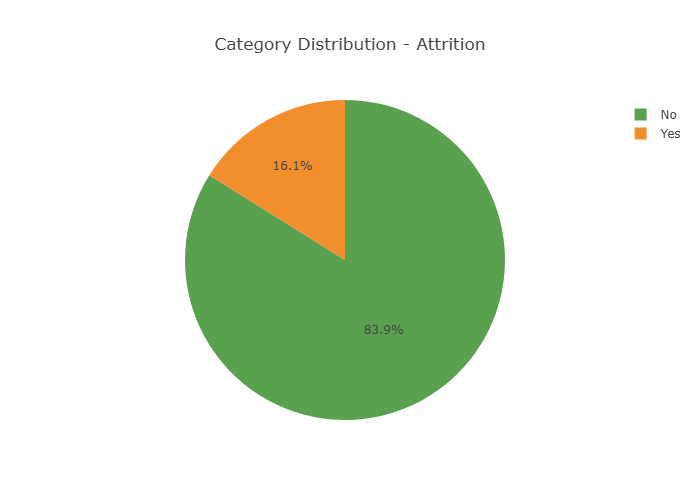 Category Distribution - Attrition
No
Yes
16.1%
83.9%